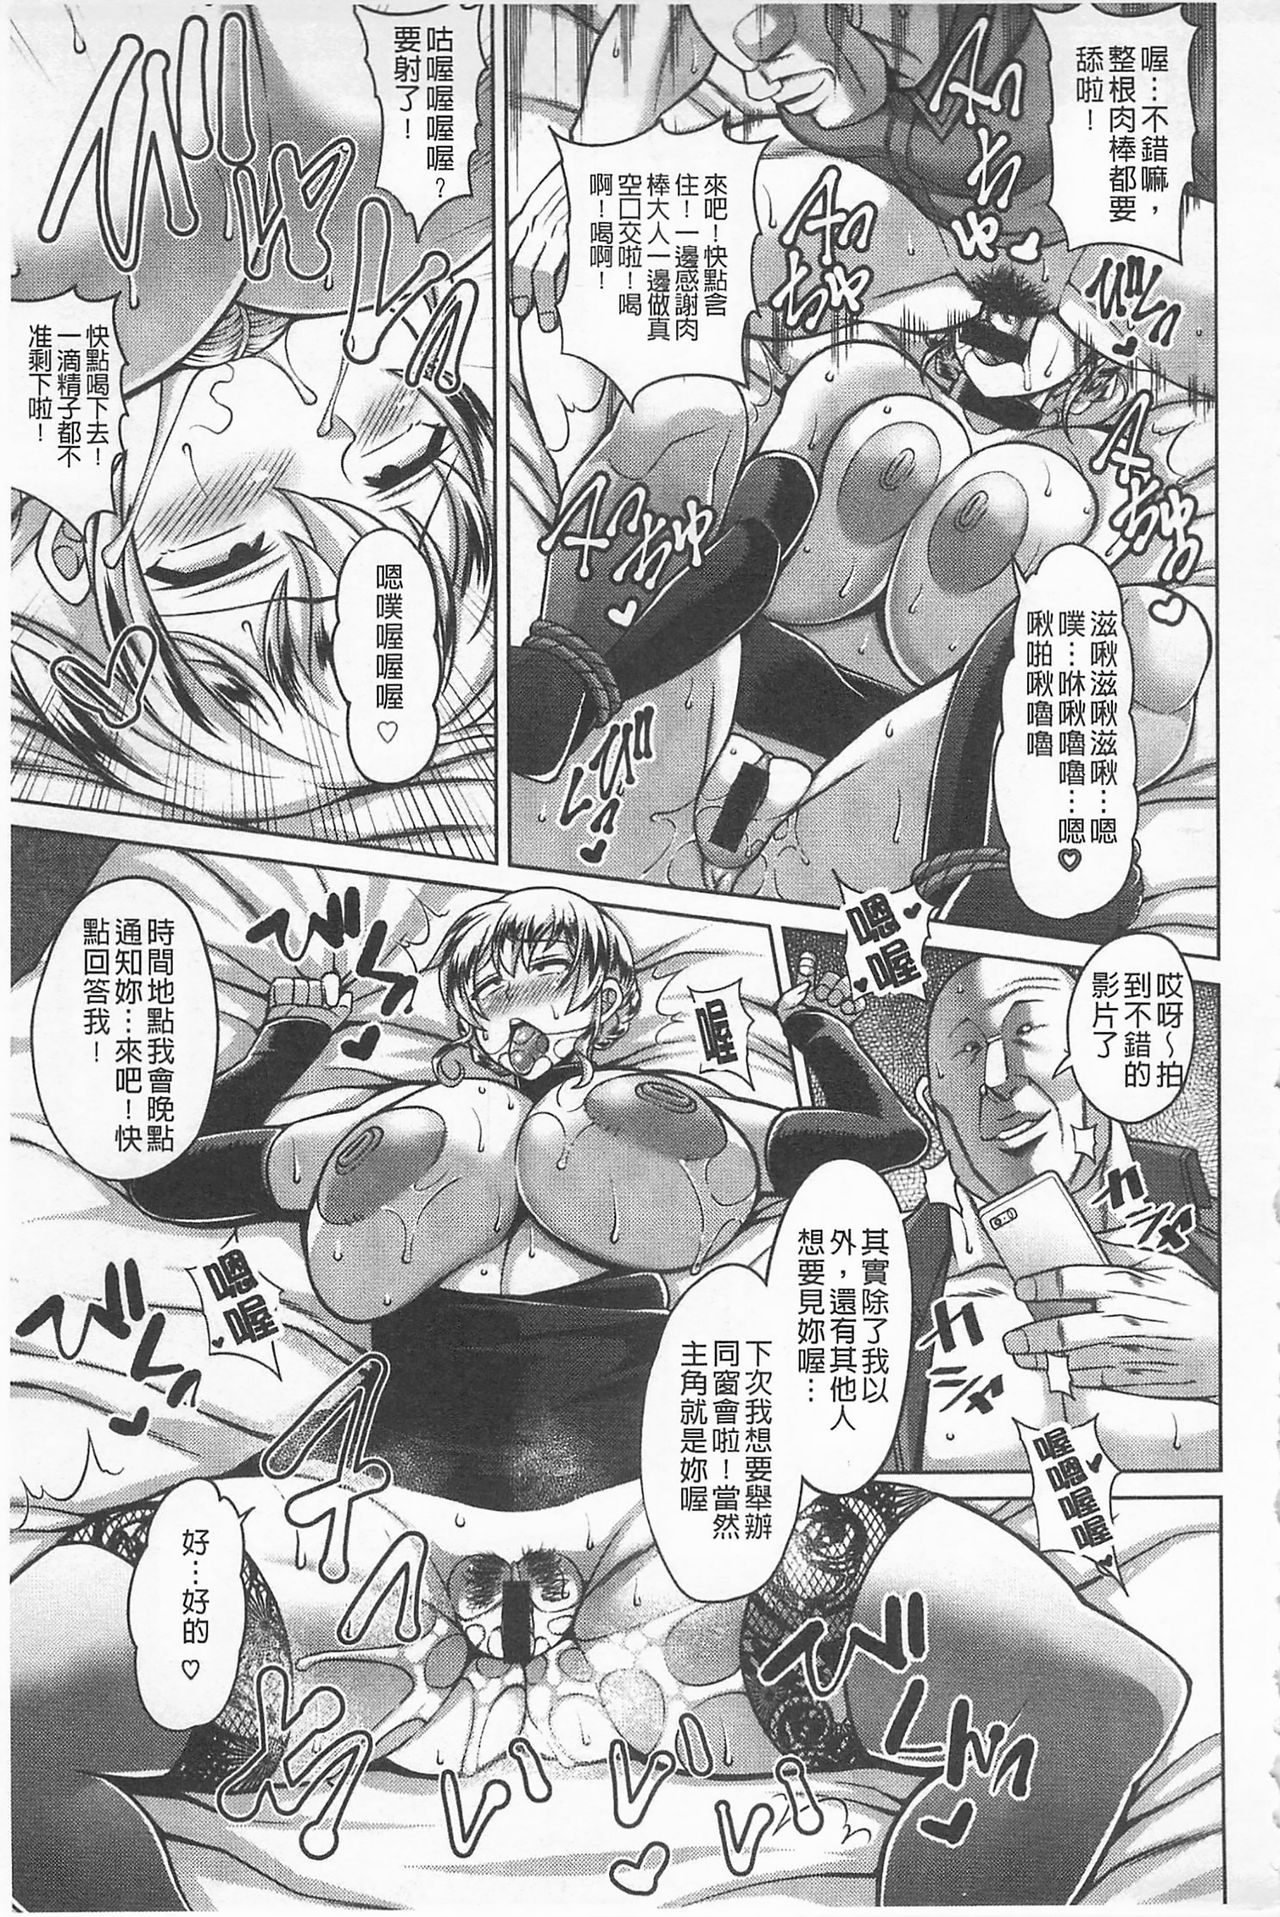 喔…不錯嘛，
整根肉棒都要
舔啦！
來吧！快點含
住！一邊感謝肉
棒大人一邊做真
空口交啦！喝
啊！喝啊！
滋啾滋啾滋啾…嗯
噗…咻啾嚕嚕…嗯
啾啪啾嚕嚕♡
咕喔喔喔喔？
要射了！
快點喝下去！
一滴精子都不
准剩下啦！
嗯噗喔喔喔♡
嗯喔
哎呀～拍
到不錯的
影片了
喔嗯喔喔
喔
嗯喔
其實除了我以
外，還有其他人
想要見妳喔…
下次我想要舉辦
同窗會啦！當然
主角就是妳喔
時間地點我會晚點
通知妳…來吧！快
點回答我！
好…好的♡